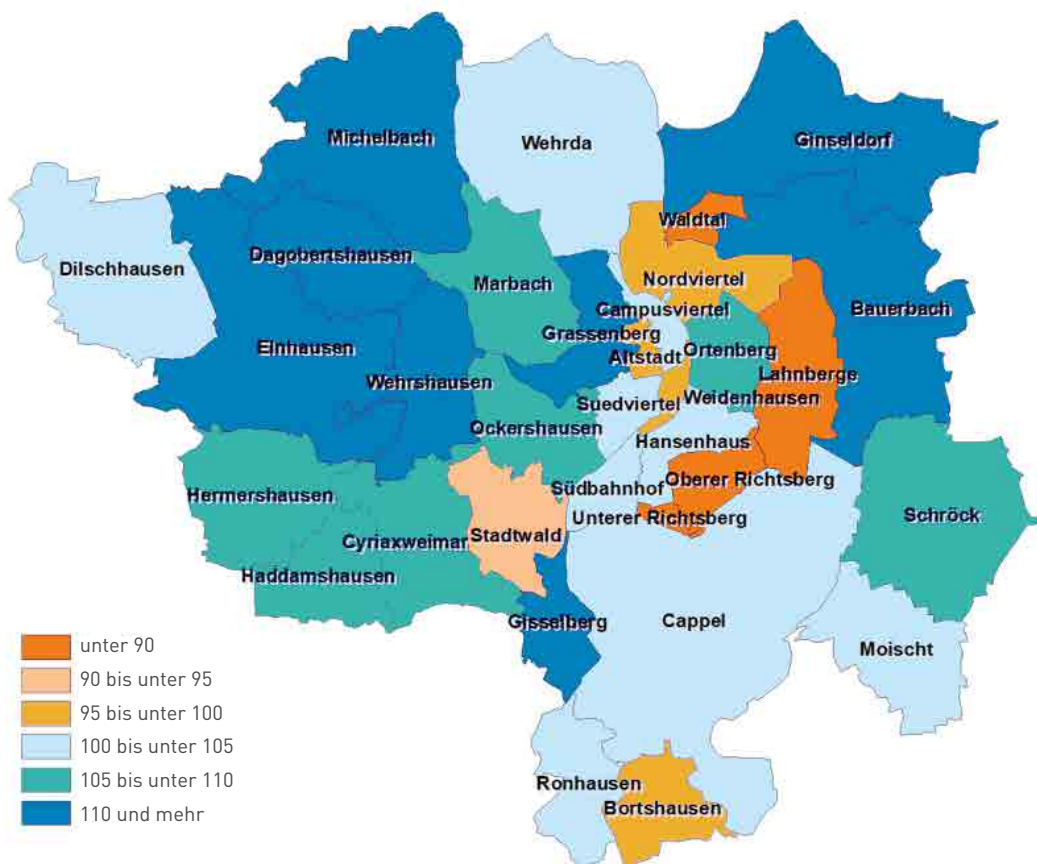 Michelbach
Wehrda
Ginseldorf
Waldtal
Dagobertshausen
Dilschhausen
Nordviertel
Marbach
Campusviertel
Bauerbach
Grassenberg
Elnhausen
Altstadt
Ortenberg
Lahnberge
Wehrshausen
Weidenhausen
Suedviertel
Ockershausen
Hansenhaus
Oberer Richtsberg
Südbahnhof
Hermershausen
Schröck
Unterer Richtsberg
Stadtwald
Cyriaxweimar
Haddamshausen
Gisselberg
Cappel
Moischt
Ronhausen
Bortshausen
unter 90
90 bis unter 95
95 bis unter 100
100 bis unter 105
105 bis unter 110
110 und mehr